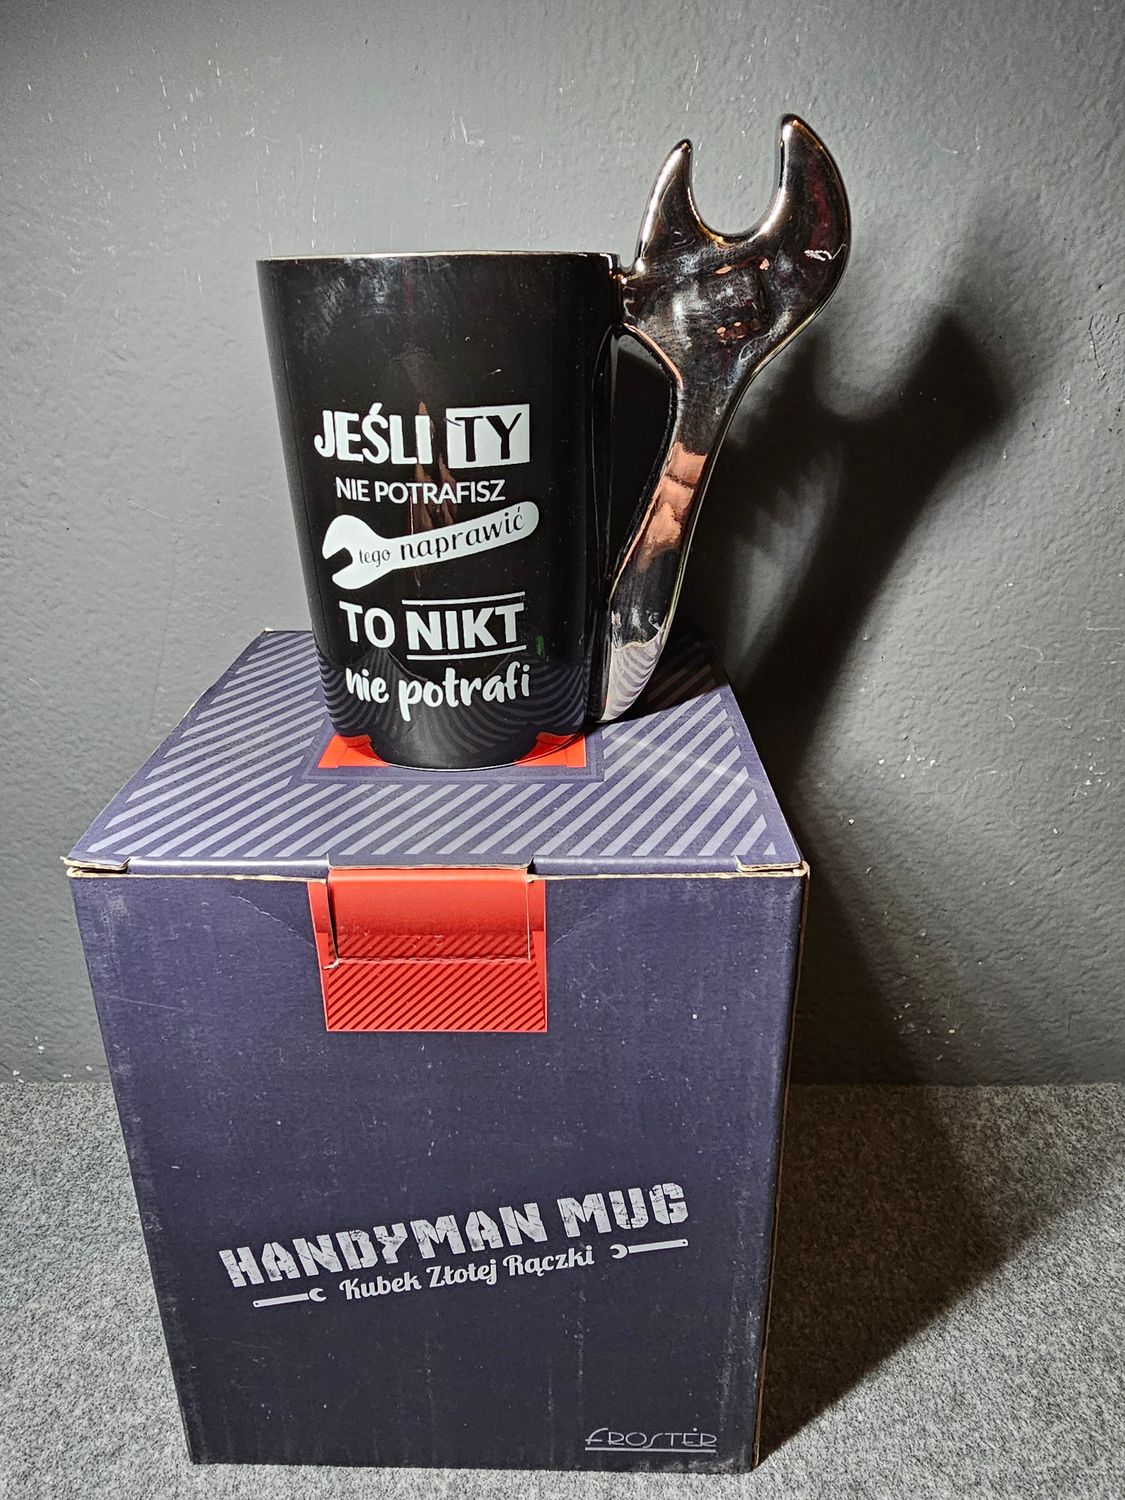 JEŚLI TY
NIE POTRAFISZ
tego naprawić
TO NIKT
nie potrafi
HANDYMAN MUG
Kubek Złotej Rączki
FROSTER